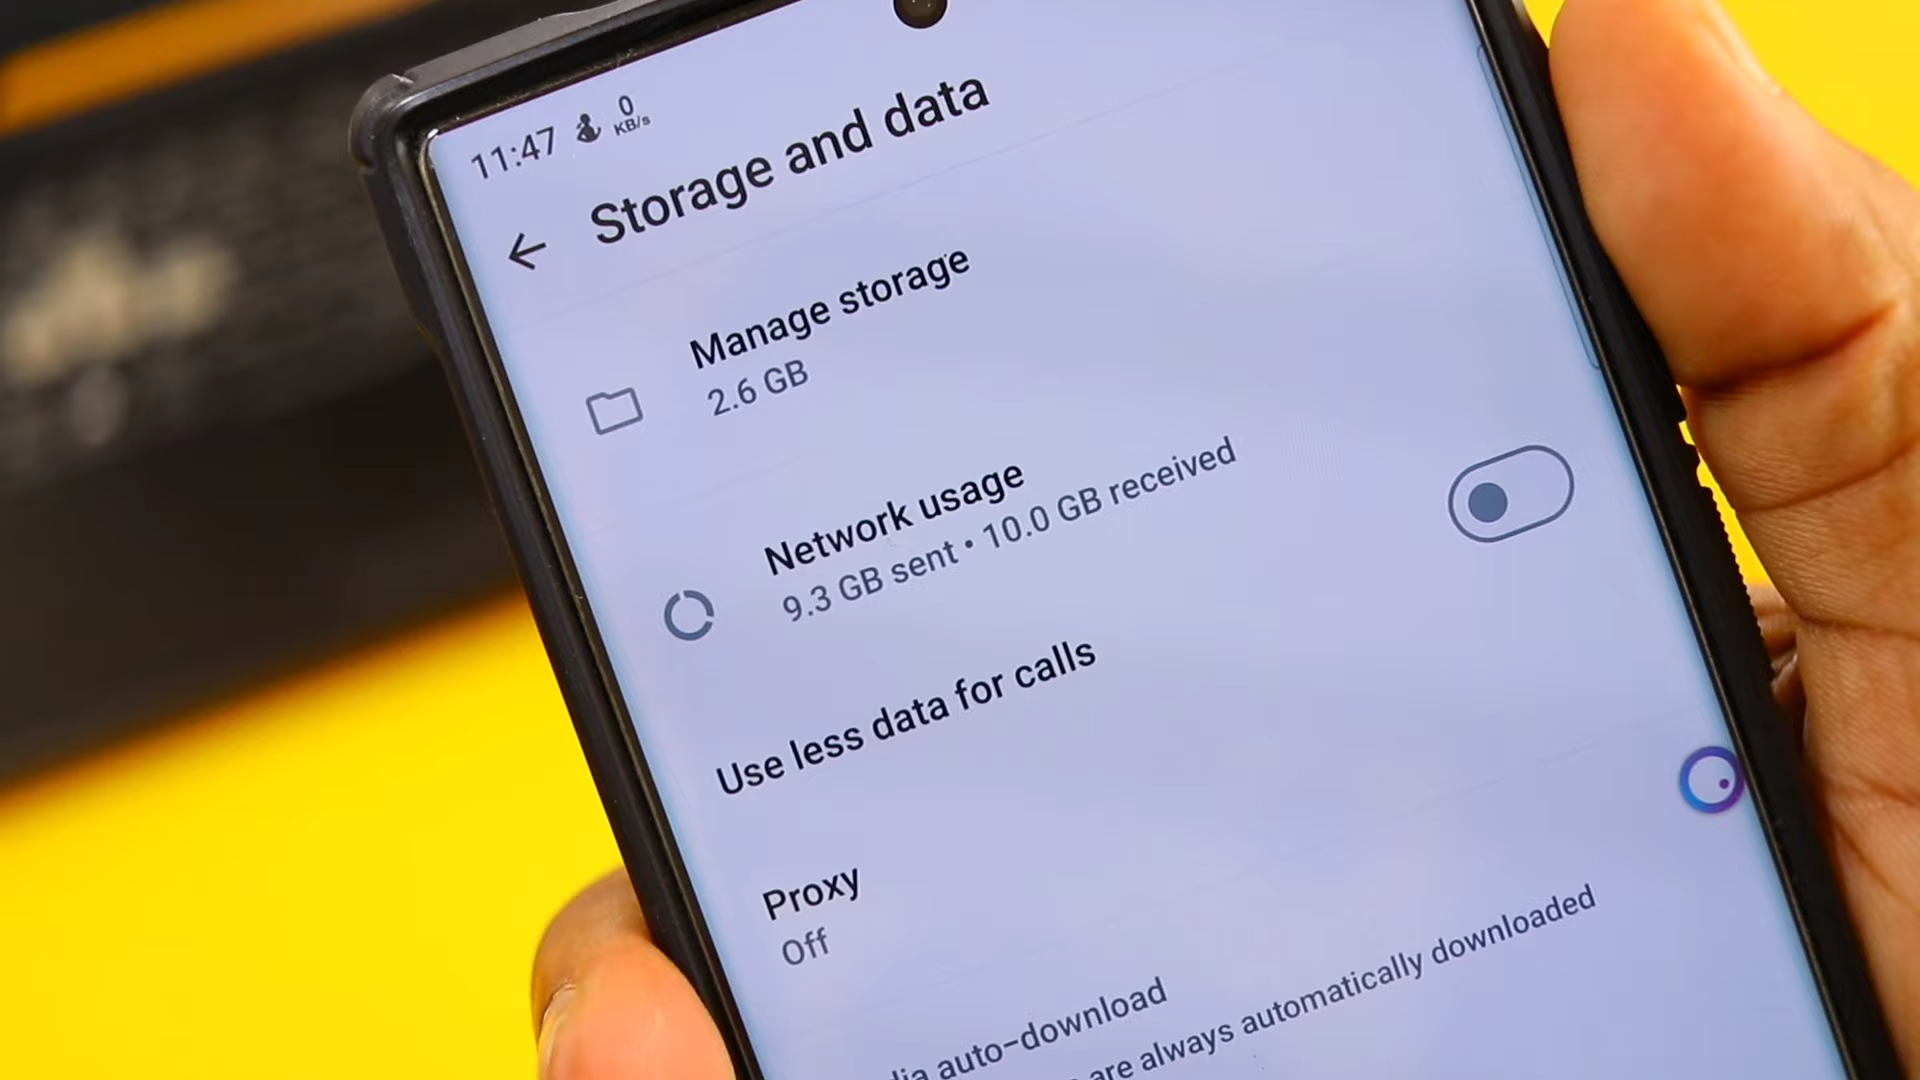 11:47 0 KB/s
Storage and data
Manage storage
2.6 GB
Network usage
9.3 GB sent • 10.0 GB received
Use less data for calls
Proxy
Off
auto-download
are always automatically downloaded